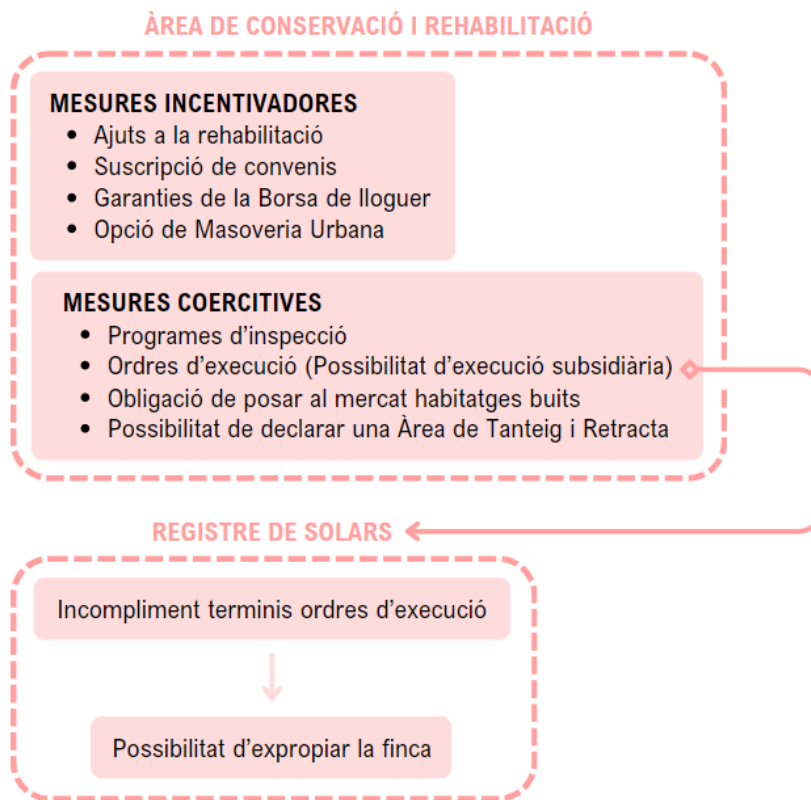 ÀREA DE CONSERVACIÓ I REHABILITACIÓ
MESURES INCENTIVADORES
• Ajuts a la rehabilitació
• Suscripció de convenis
• Garanties de la Borsa de lloguer
• Opció de Masoveria Urbana
MESURES COERCITIVES
• Programes d'inspecció
• Ordres d'execució (Possibilitat d'execució subsidiària)
• Obligació de posar al mercat habitatges buits
• Possibilitat de declarar una Àrea de Tanteig i Retracta
REGISTRE DE SOLARS
Incompliment terminis ordres d'execució
Possibilitat d'expropiar la finca